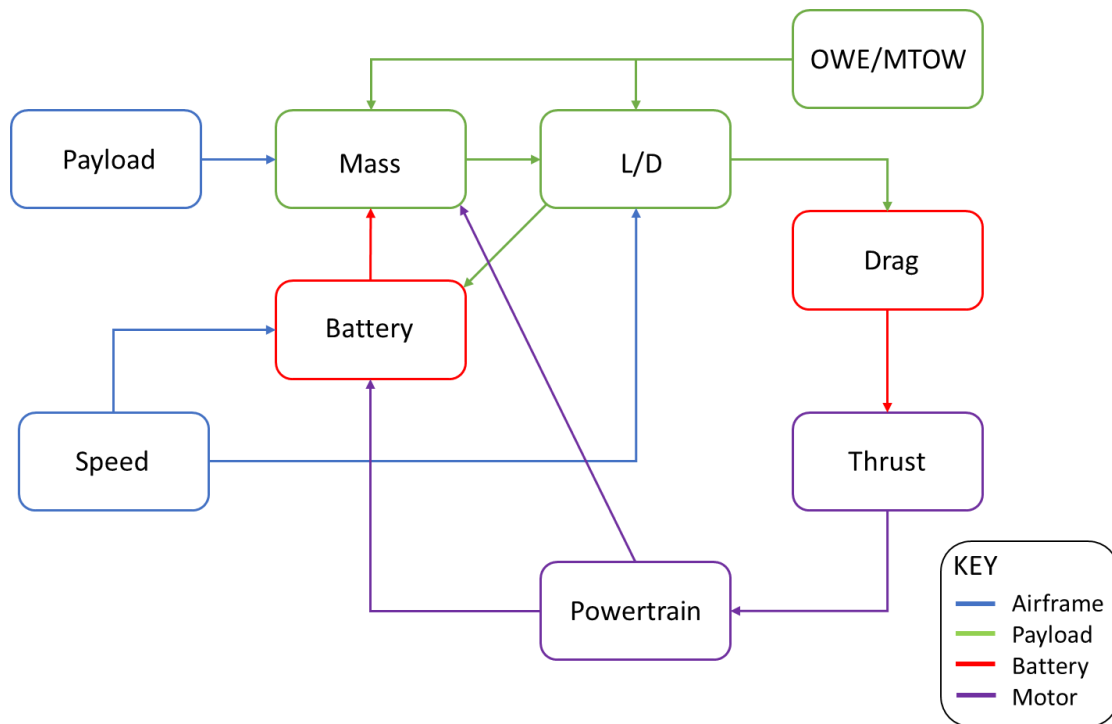 OWE/MTOW
Payload
Mass
L/D
Drag
Battery
Speed
Thrust
Powertrain
KEY
Airframe
Payload
Battery
Motor